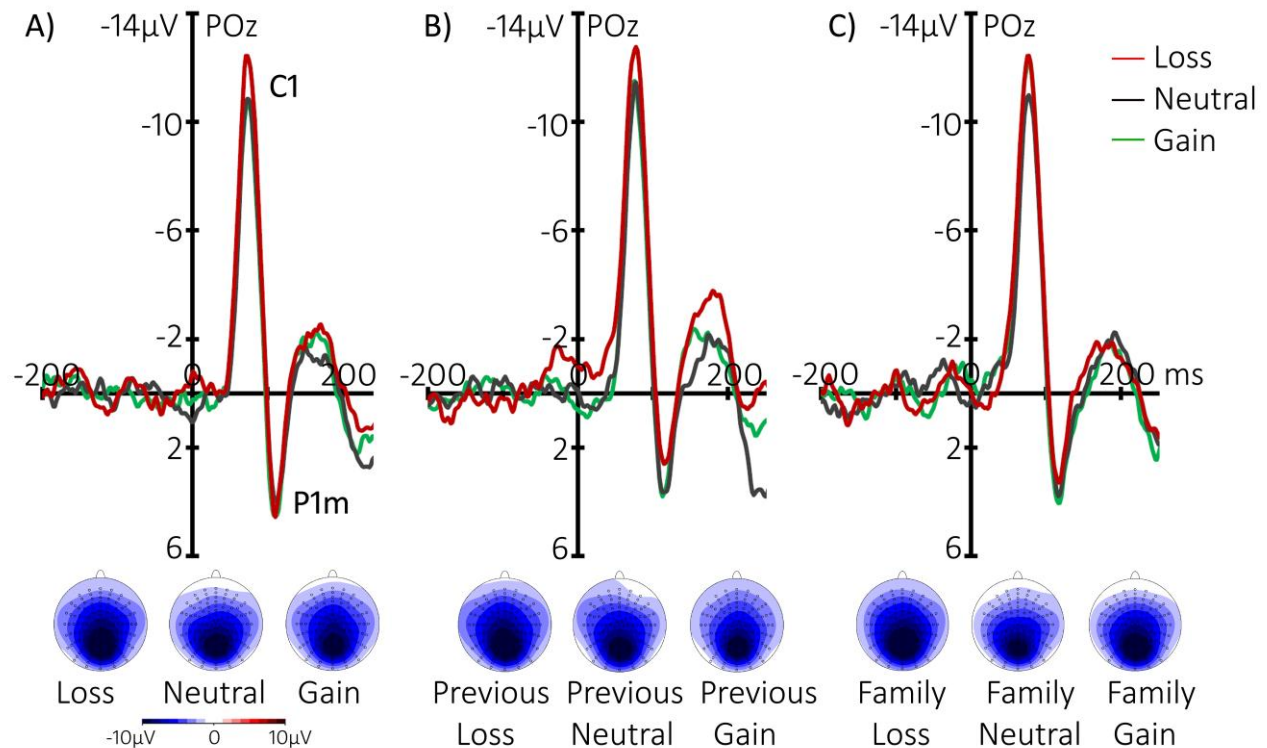 A) -14µV POz
B) -14µV POz
C) -14µV POz
Loss
Neutral
Gain
C1
-10
-6
-2
-200 0 200
2
6
P1m
-10
-6
-2
-200 0 200
2
6
-10
-6
-2
-200 0 200 ms
2
6
Loss Neutral Gain
-10µV 0 10µV
Previous Previous Previous
Loss Neutral Gain
Family Family Family
Loss Neutral Gain